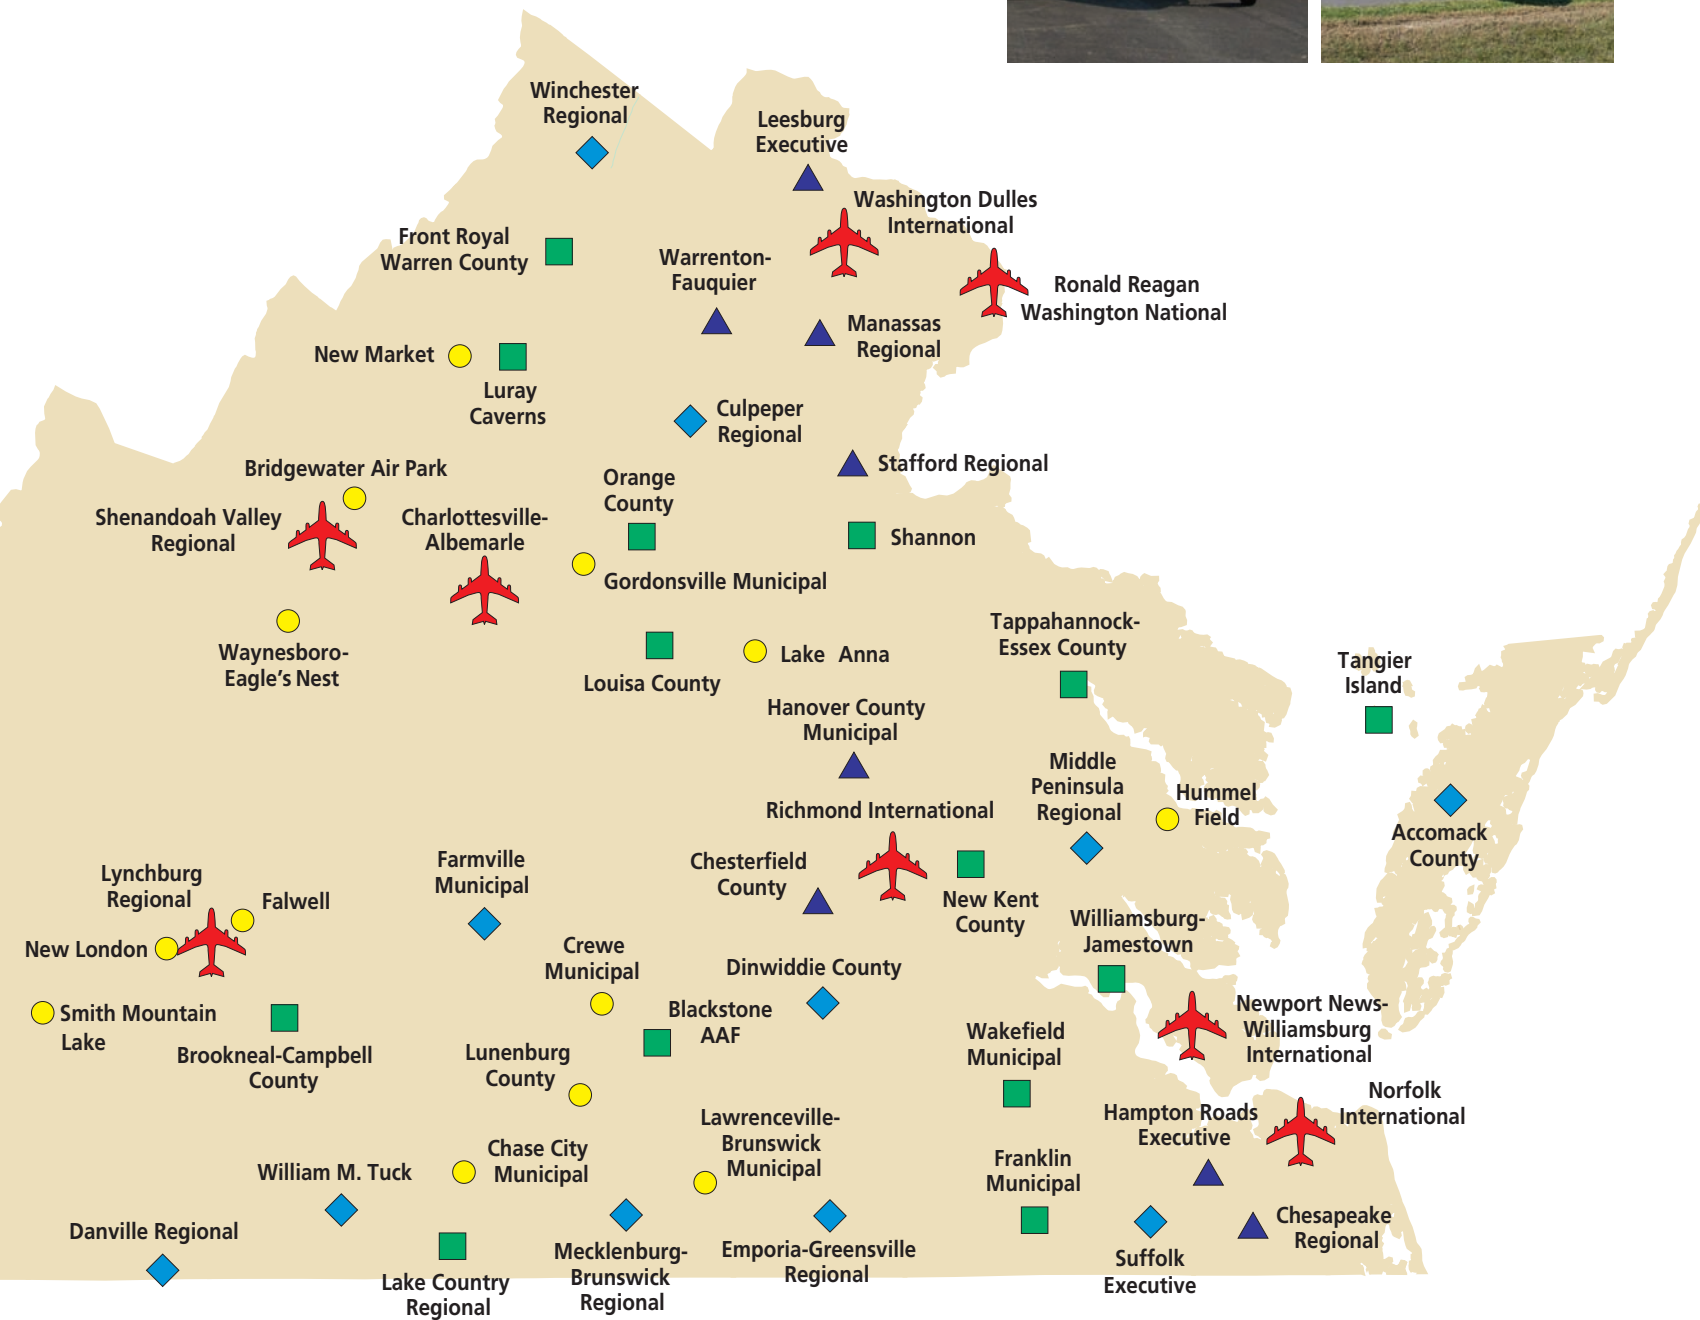 Winchester
Regional
Leesburg
Executive
Washington Dulles
International
Front Royal
Warren County
Warrenton-
Fauquier
Ronald Reagan
Washington National
Manassas
Regional
New Market
Luray
Caverns
Culpeper
Regional
Stafford Regional
Bridgewater Air Park
Orange
County
Shenandoah Valley
Regional
Charlottesville-
Albemarle
Shannon
Gordonsville Municipal
Waynesboro-
Eagle's Nest
Louisa County
Lake Anna
Tappahannock-
Essex County
Tangier
Island
Hanover County
Municipal
Middle
Peninsula
Regional
Hummel
Field
Richmond International
Accomack
County
Lynchburg
Regional
Falwell
Farmville
Municipal
Chesterfield
County
New Kent
County
Williamsburg-
Jamestown
New London
Crewe
Municipal
Dinwiddie County
Smith Mountain
Lake
Blackstone
AAF
Brookneal-Campbell
County
Lunenburg
County
Wakefield
Municipal
Newport News-
Williamsburg
International
Norfolk
International
Hampton Roads
Executive
Lawrenceville-
Brunswick
Municipal
Chase City
Municipal
William M. Tuck
Franklin
Municipal
Danville Regional
Chesapeake
Regional
Lake Country
Regional
Mecklenburg-
Brunswick
Regional
Emporia-Greensville
Regional
Suffolk
Executive